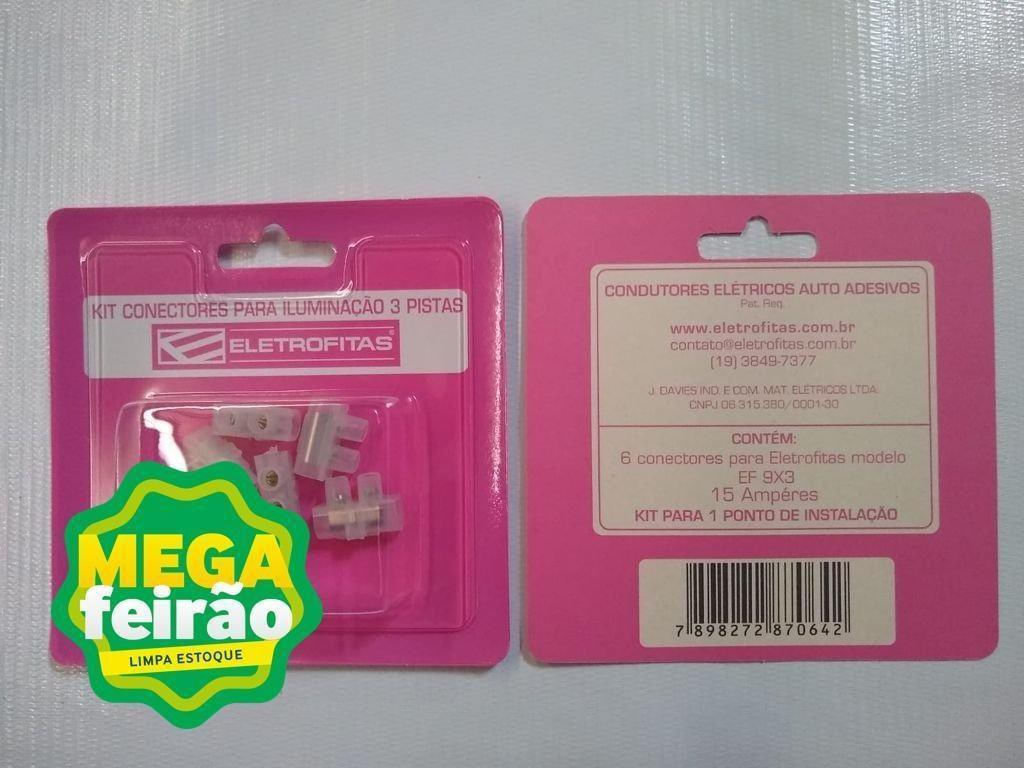 KIT CONECTORES PARA ILUMINAÇÃO 3 PISTAS
ELETROFITAS®
MEGA
feirão
LIMPA ESTOQUE
CONDUTORES ELÉTRICOS AUTO ADESIVOS
Pat. Req.
www.eletrofitas.com.br
contato@eletrofitas.com.br
(19) 3849-7377
J. DAVIES IND. E COM. MAT. ELÉTRICOS LTDA.
CNPJ 06.315.380/0001-30
CONTÉM:
6 conectores para Eletrofitas modelo
EF 9X3
15 Ampéres
KIT PARA 1 PONTO DE INSTALAÇÃO
7 898272 870642